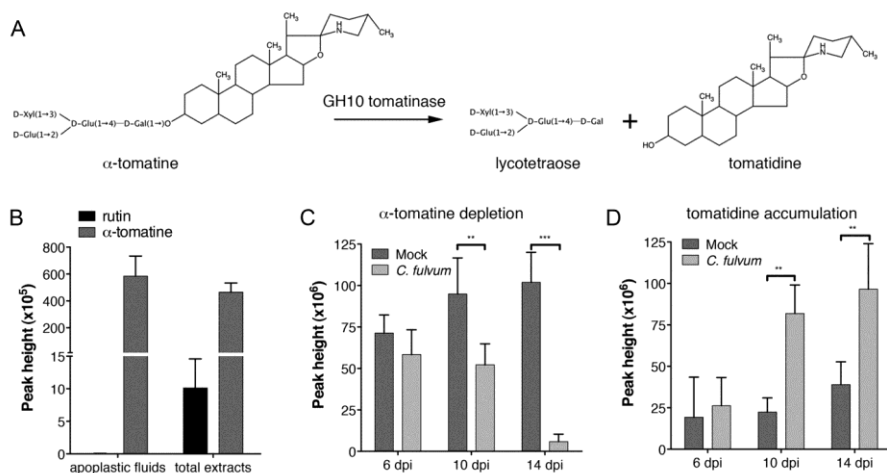 A
CH₃
H
N
CH₃
CH₃
CH₃
O
D-Xyl(1→3)
D-Glu(1→4)—D-Gal(1→)O
D-Glu(1→2)
α-tomatine
GH10 tomatinase
D-Xyl(1→3)
D-Glu(1→4)—D-Gal
D-Glu(1→2)
lycotetraose
+
CH₃
H
N
CH₃
CH₃
CH₃
O
HO
tomatidine
B
rutin
α-tomatine
Peak height (x10⁵)
800
600
400
15
10
5
0
apoplastic fluids total extracts
C
α-tomatine depletion
Mock
C. fulvum
** ***
Peak height (x10⁶)
125
100
75
50
25
0
6 dpi 10 dpi 14 dpi
D
tomatidine accumulation
Mock
C. fulvum
** **
Peak height (x10⁶)
125
100
75
50
25
0
6 dpi 10 dpi 14 dpi